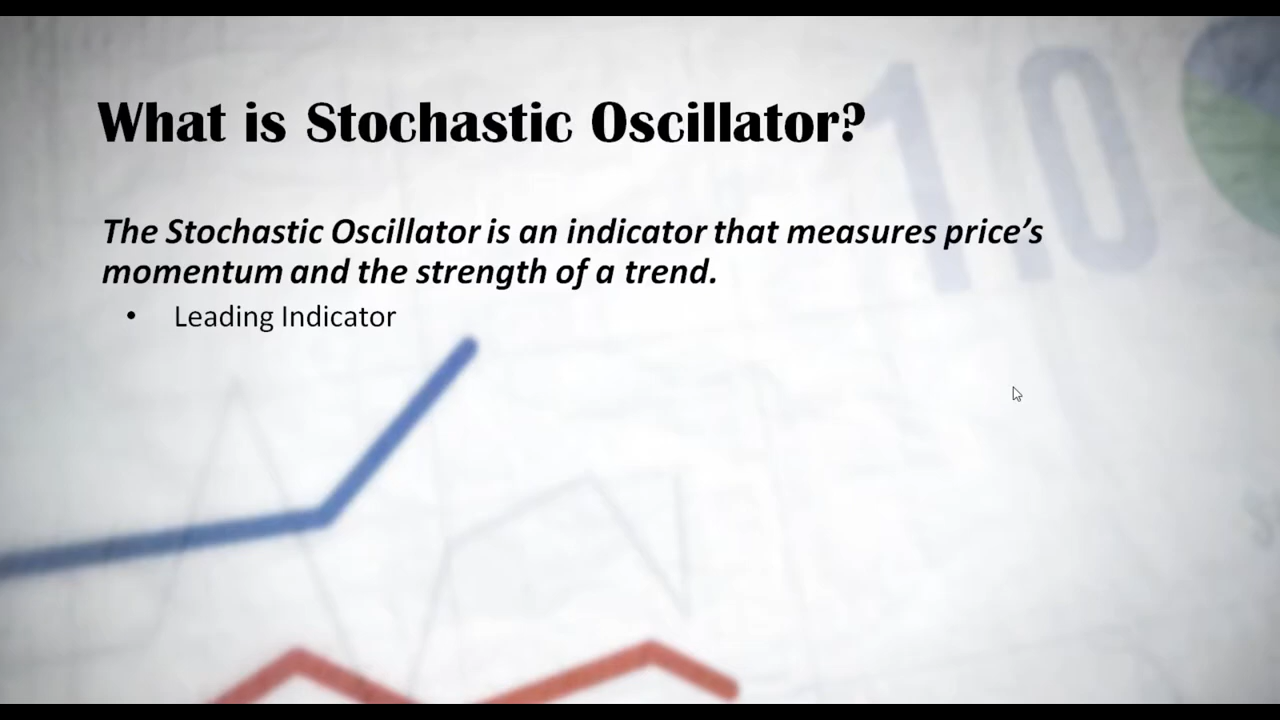 What is Stochastic Oscillator?
The Stochastic Oscillator is an indicator that measures price’s
momentum and the strength of a trend.
• Leading Indicator
10